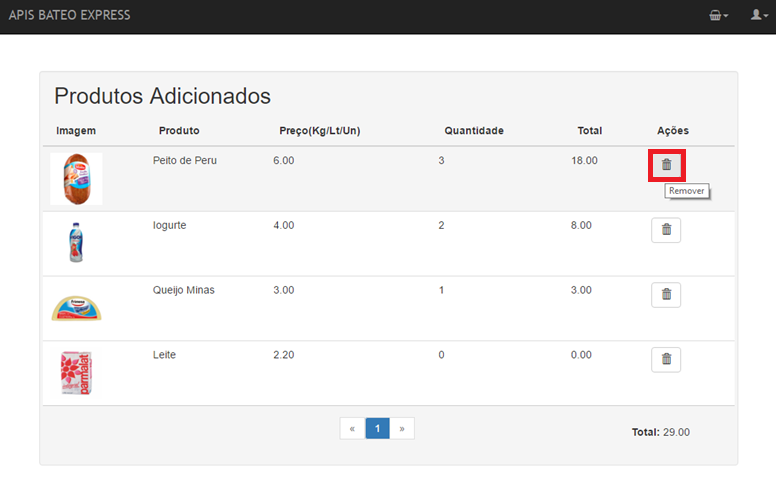 APIS BATEO EXPRESS
Produtos Adicionados
Imagem Produto Preço(Kg/Lt/Un) Quantidade Total Ações
Peito de Peru 6.00 3 18.00
Remover
Iogurte 4.00 2 8.00
Queijo Minas 3.00 1 3.00
Leite 2.20 0 0.00
parmalat
« 1 »
Total: 29.00